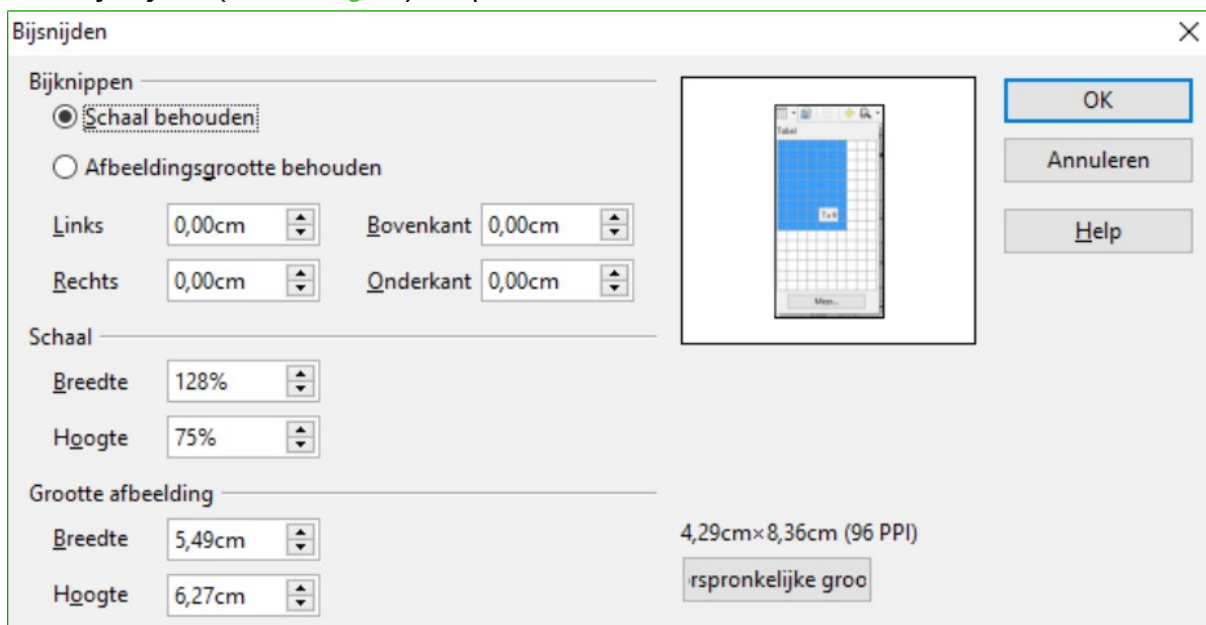 Bijsnijden
Bijknippen
Schaal behouden
Afbeeldingsgrootte behouden
Links 0,00cm Bovenkant 0,00cm
Rechts 0,00cm Onderkant 0,00cm
Schaal
Breedte 128%
Hoogte 75%
Grootte afbeelding
Breedte 5,49cm
Hoogte 6,27cm
Tabel
Meer...
4,29cm×8,36cm (96 PPI)
rspronkelijke groo
OK
Annuleren
Help